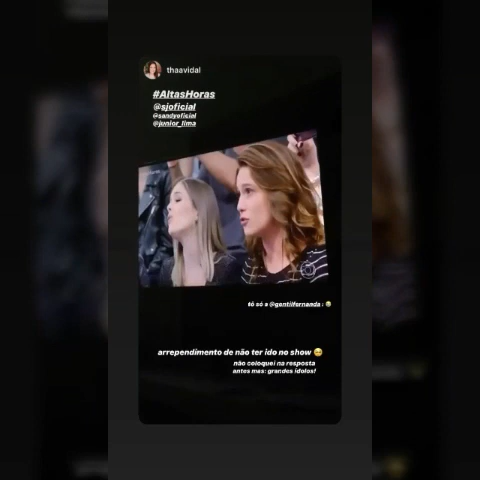 thaavidal
#AltasHoras
@sjoficial
@sandyoficial
@junior_lima
tô só a @gentilfernanda : 😭
arrependimento de não ter ido no show 🥹
não coloquei na resposta
antes mas: grandes ídolos!